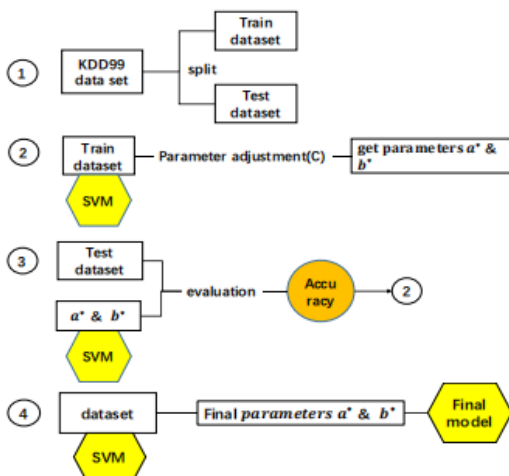 Train
dataset
1
KDD99
data set
split
Test
dataset
2
Train
dataset
Parameter adjustment(C)
get parameters a* &
b*
SVM
3
Test
dataset
evaluation
Accu
racy
2
a* & b*
SVM
4
dataset
Final parameters a* & b*
Final
model
SVM